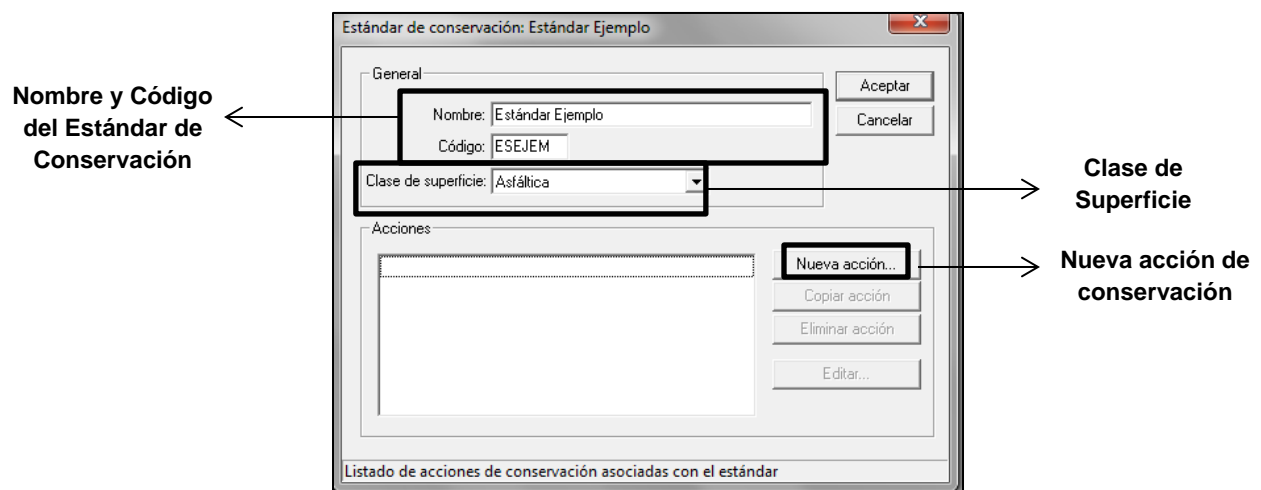 Estándar de conservación: Estándar Ejemplo
General
Nombre y Código
del Estándar de
Conservación
Nombre: Estándar Ejemplo
Código: ESEJEM
Clase de superficie: Asfáltica
Aceptar
Cancelar
Clase de
Superficie
Acciones
Nueva acción...
Copiar acción
Eliminar acción
Editar...
Nueva acción de
conservación
Listado de acciones de conservación asociadas con el estándar